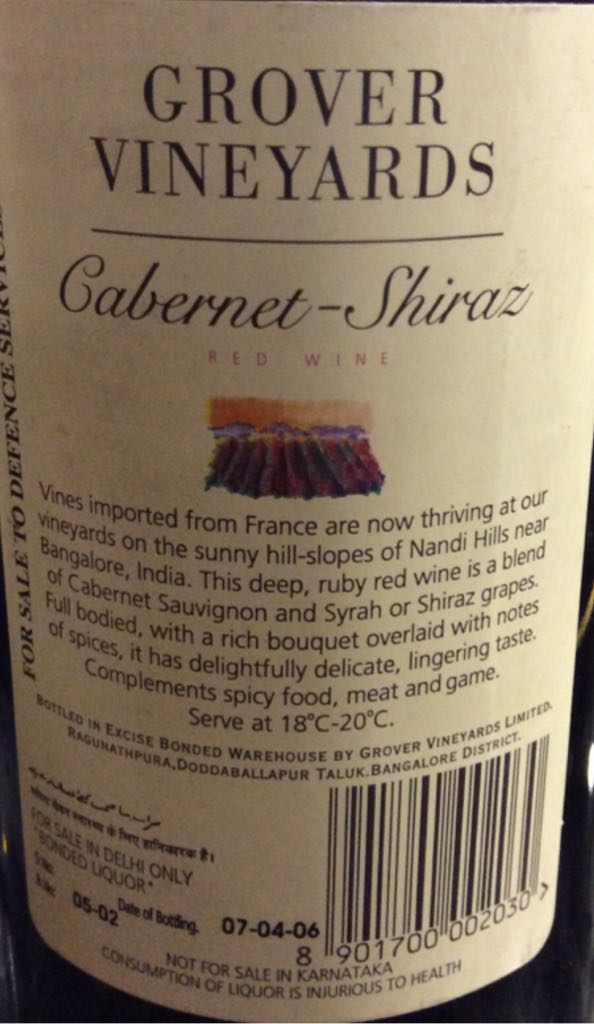 GROVER
VINEYARDS
Cabernet-Shiraz
RED WINE
Vines imported from France are now thriving at our
vineyards on the sunny hill-slopes of Nandi Hills near
Bangalore, India. This deep, ruby red wine is a blend
of Cabernet Sauvignon and Syrah or Shiraz grapes.
Full bodied, with a rich bouquet overlaid with notes
of spices, it has delightfully delicate, lingering taste.
Complements spicy food, meat and game.
Serve at 18°C-20°C.
BOTTLED IN EXCISE BONDED WAREHOUSE BY GROVER VINEYARDS LIMITED.
RAGUNATHPURA,DODDABALLAPUR TALUK.BANGALORE DISTRICT.
स्वास्थ्य के लिए हानिकारक है।
FOR SALE IN DELHI ONLY
"BONDED LIQUOR"
05-02 Date of Bottling. 07-04-06
8 901700 002030 >
NOT FOR SALE IN KARNATAKA
CONSUMPTION OF LIQUOR IS INJURIOUS TO HEALTH
FOR SALE TO DEFENCE SERVICES